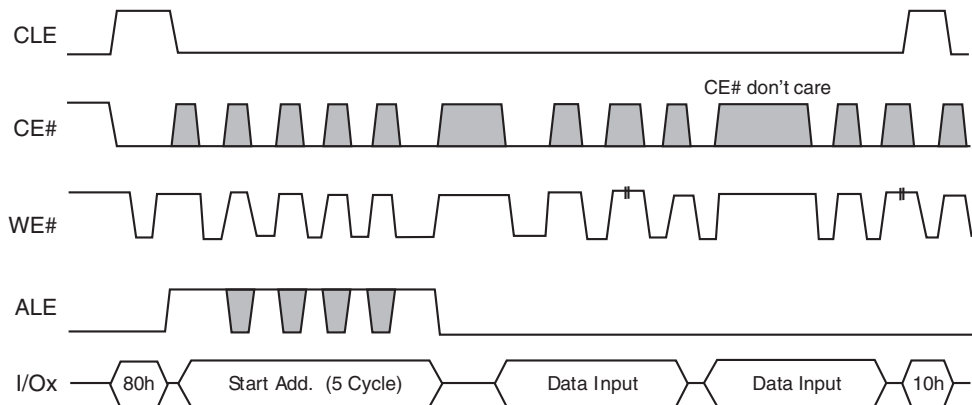 CLE
CE# don't care
CE#
WE#
ALE
I/Ox 80h Start Add. (5 Cycle) Data Input Data Input 10h